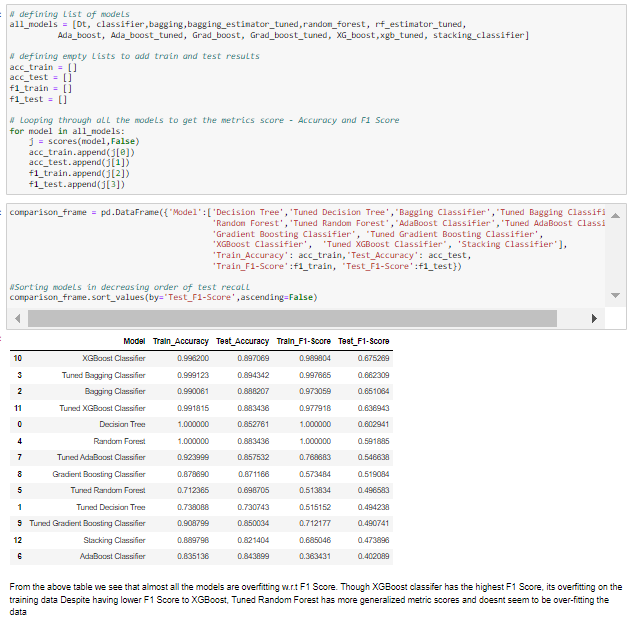 # defining list of models
all_models = [Dt, classifier,bagging,bagging_estimator_tuned,random_forest, rf_estimator_tuned,
Ada_boost, Ada_boost_tuned, Grad_boost, Grad_boost_tuned, XG_boost,xgb_tuned, stacking_classifier]
# defining empty lists to add train and test results
acc_train = []
acc_test = []
f1_train = []
f1_test = []
# looping through all the models to get the metrics score - Accuracy and F1 Score
for model in all_models:
j = scores(model,False)
acc_train.append(j[0])
acc_test.append(j[1])
f1_train.append(j[2])
f1_test.append(j[3])
comparison_frame = pd.DataFrame({'Model':['Decision Tree','Tuned Decision Tree','Bagging Classifier','Tuned Bagging Classifi
'Random Forest','Tuned Random Forest','AdaBoost Classifier','Tuned AdaBoost Classi
'Gradient Boosting Classifier', 'Tuned Gradient Boosting Classifier',
'XGBoost Classifier', 'Tuned XGBoost Classifier', 'Stacking Classifier'],
'Train_Accuracy': acc_train,'Test_Accuracy': acc_test,
'Train_F1-Score':f1_train, 'Test_F1-Score':f1_test})
#Sorting models in decreasing order of test recall
comparison_frame.sort_values(by='Test_F1-Score',ascending=False)
Model Train_Accuracy Test_Accuracy Train_F1-Score Test_F1-Score
10 XGBoost Classifier 0.996200 0.897069 0.989804 0.675269
3 Tuned Bagging Classifier 0.999123 0.894342 0.997665 0.662309
2 Bagging Classifier 0.990061 0.888207 0.973059 0.651064
11 Tuned XGBoost Classifier 0.991815 0.883436 0.977918 0.636943
0 Decision Tree 1.000000 0.852761 1.000000 0.602941
4 Random Forest 1.000000 0.883436 1.000000 0.591885
7 Tuned AdaBoost Classifier 0.923999 0.857532 0.768683 0.546638
8 Gradient Boosting Classifier 0.878690 0.871166 0.573484 0.519084
5 Tuned Random Forest 0.712365 0.698705 0.513834 0.496583
1 Tuned Decision Tree 0.738088 0.730743 0.515152 0.494238
9 Tuned Gradient Boosting Classifier 0.908799 0.850034 0.712177 0.490741
12 Stacking Classifier 0.889798 0.821404 0.685046 0.473896
6 AdaBoost Classifier 0.835136 0.843899 0.363431 0.402089
From the above table we see that almost all the models are overfitting w.r.t F1 Score. Though XGBoost classifer has the highest F1 Score, its overfitting on the
training data Despite having lower F1 Score to XGBoost, Tuned Random Forest has more generalized metric scores and doesnt seem to be over-fitting the
data